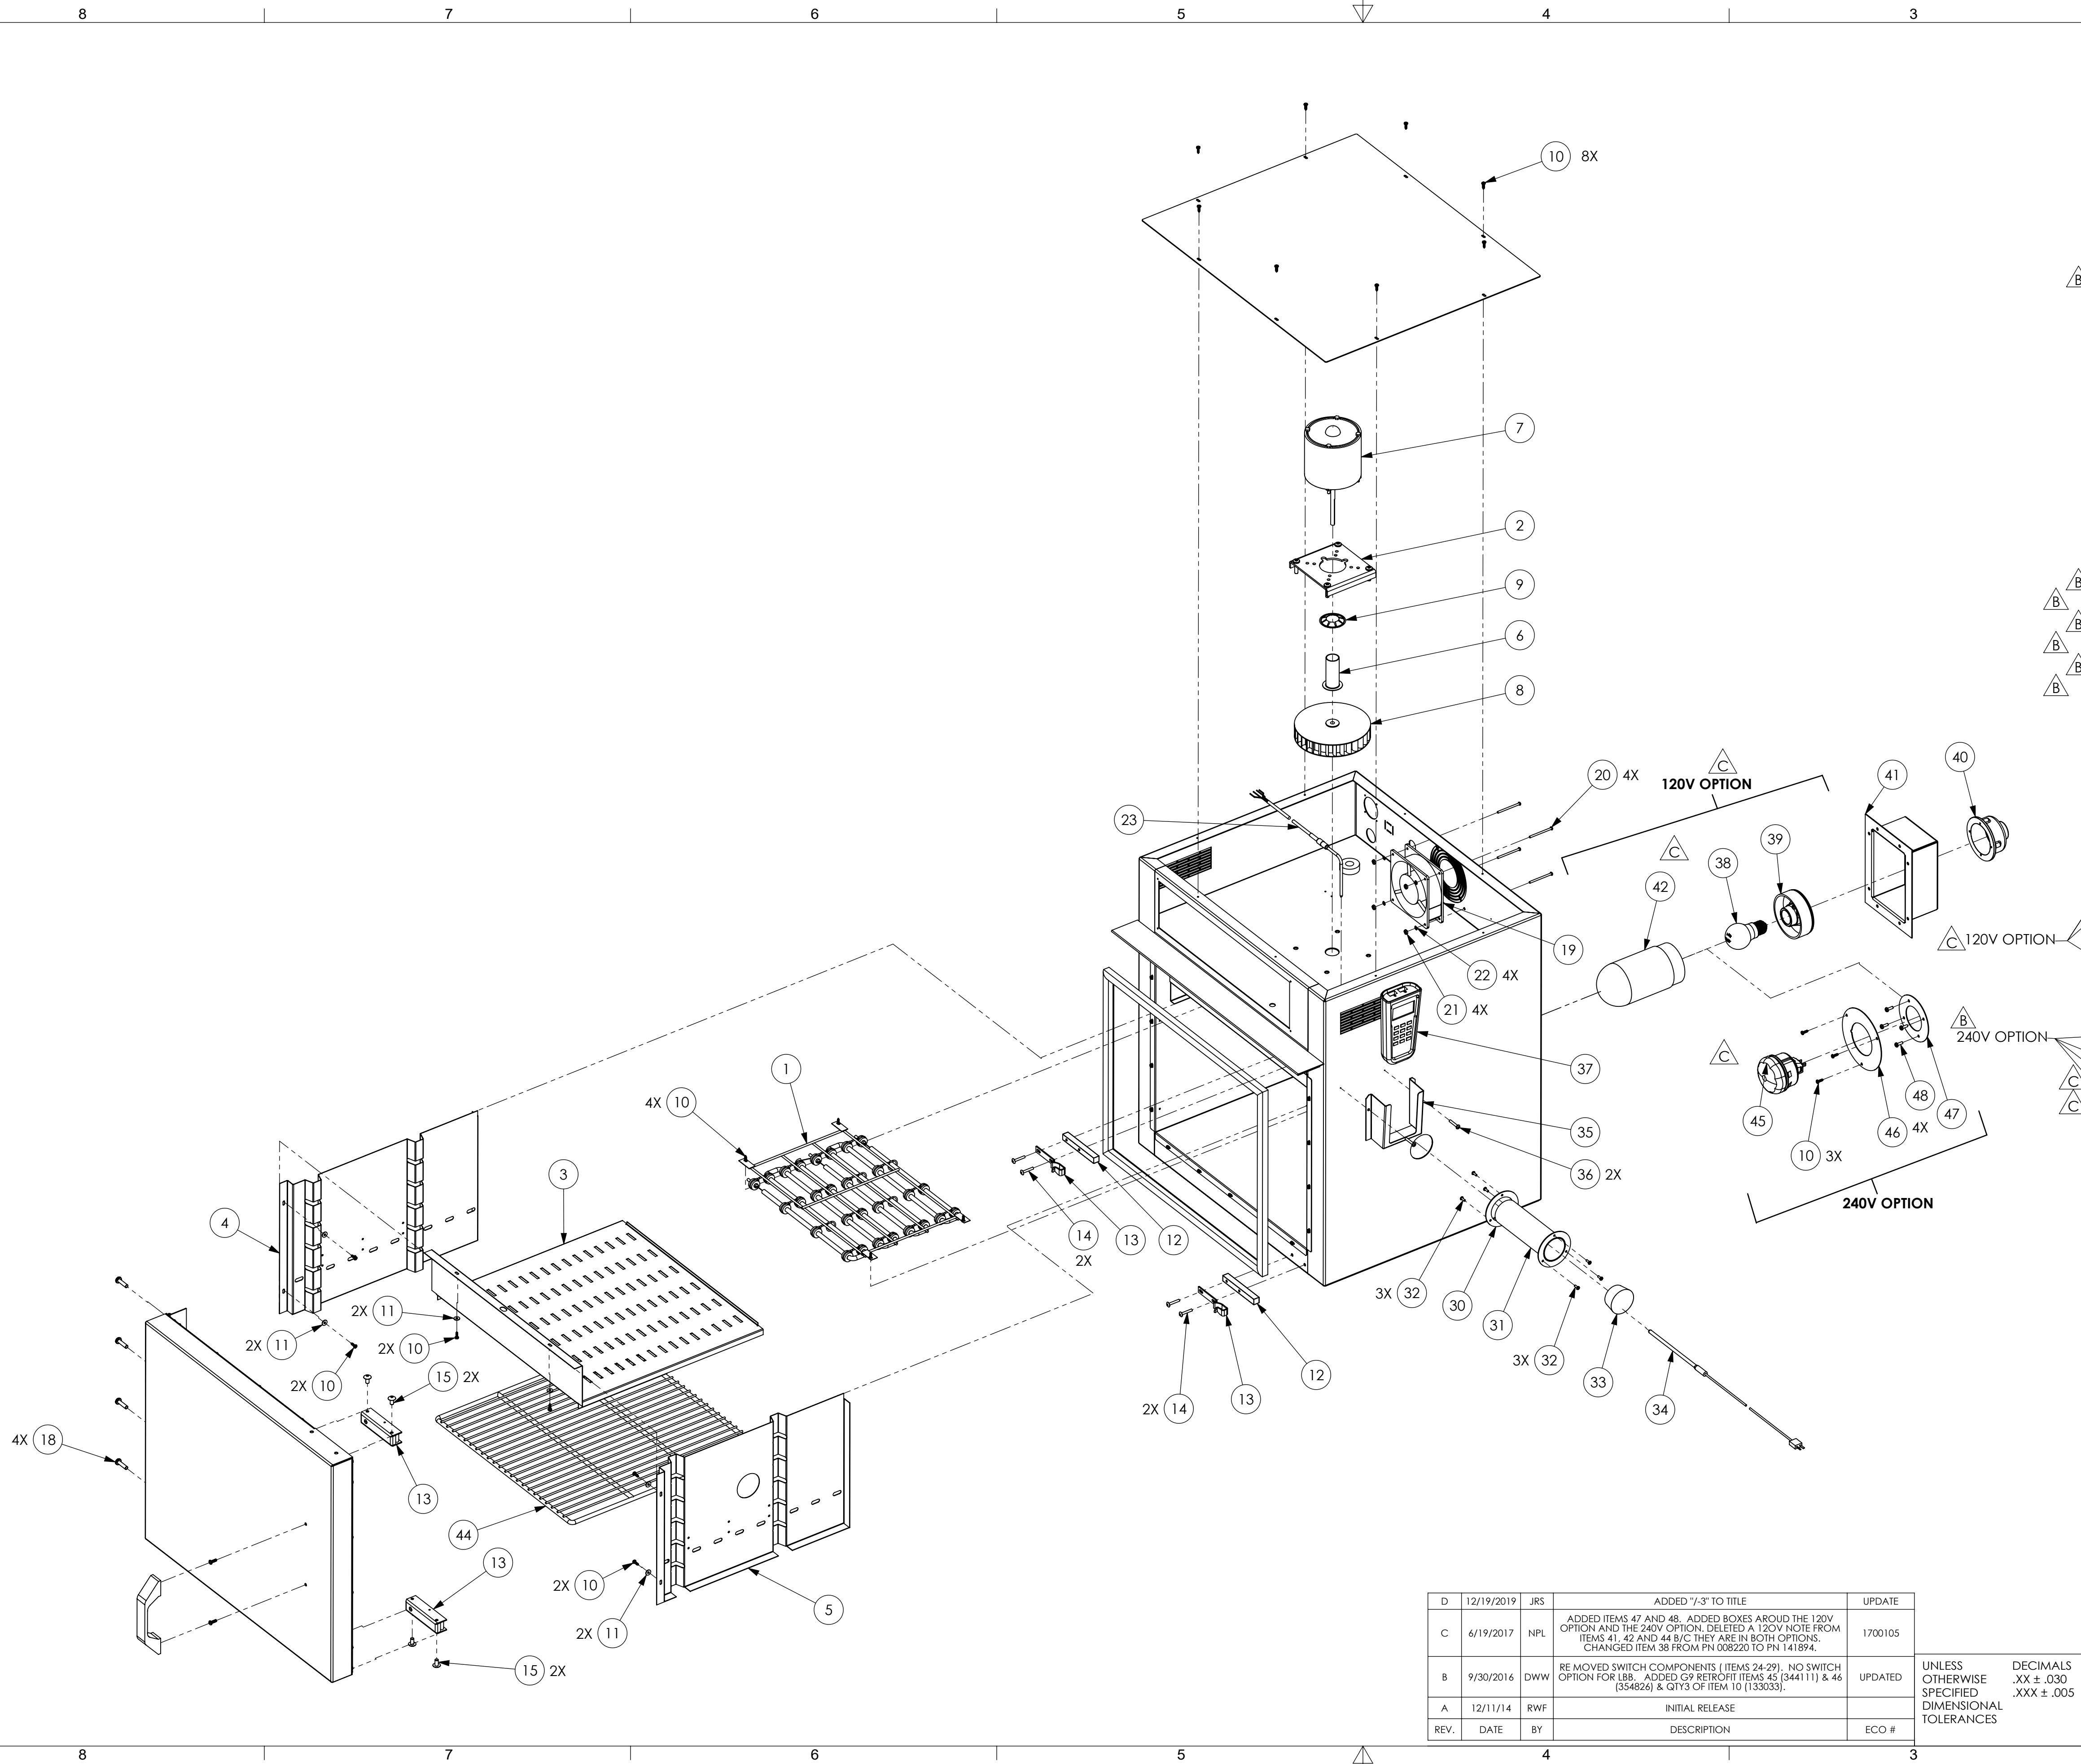 8 7 6 5 4 3
10 8X
B
7
2
9
B
B
6
B
B
B
8
B
C
120V OPTION
40
41
20 4X
23
39
C
38
42
19
C 120V OPTION
22 4X
21 4X
B
240V OPTION
C
37
1
4X 10
C
C
48
45
47
35
46 4X
10 3X
36 2X
3
240V OPTION
4
14
2X
13
12
3X 32
30
31
2X 11
2X 11
2X 10
2X 10
15 2X
3X 32
33
12
13
2X 14
34
4X 18
13
44
13
2X 10
5
2X 11
15 2X
D 12/19/2019 JRS ADDED "/-3" TO TITLE UPDATE
C 6/19/2017 NPL ADDED ITEMS 47 AND 48. ADDED BOXES AROUD THE 120V
OPTION AND THE 240V OPTION. DELETED A 12OV NOTE FROM
ITEMS 41, 42 AND 44 B/C THEY ARE IN BOTH OPTIONS.
CHANGED ITEM 38 FROM PN 008220 TO PN 141894. 1700105
B 9/30/2016 DWW RE MOVED SWITCH COMPONENTS ( ITEMS 24-29). NO SWITCH
OPTION FOR LBB. ADDED G9 RETROFIT ITEMS 45 (344111) & 46
(354826) & QTY3 OF ITEM 10 (133033). UPDATED
A 12/11/14 RWF INITIAL RELEASE
REV. DATE BY DESCRIPTION ECO #
UNLESS DECIMALS
OTHERWISE .XX ± .030
SPECIFIED .XXX ± .005
DIMENSIONAL
TOLERANCES
8 7 6 5 4 3